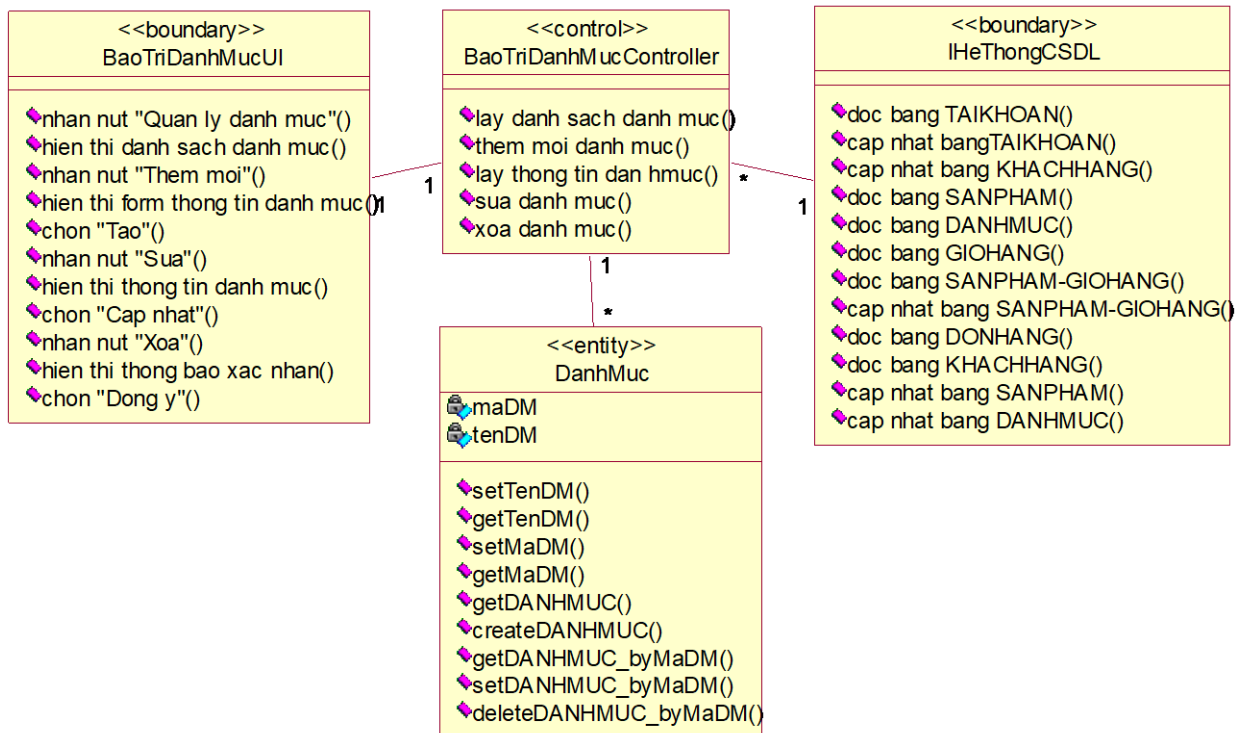 <<boundary>>
BaoTriDanhMucUI
nhan nut "Quan ly danh muc"()
hien thi danh sach danh muc()
nhan nut "Them moi"()
hien thi form thong tin danh muc()
chon "Tao"()
nhan nut "Sua"()
hien thi thong tin danh muc()
chon "Cap nhat"()
nhan nut "Xoa"()
hien thi thong bao xac nhan()
chon "Dong y"()
1
1
<<control>>
BaoTriDanhMucController
lay danh sach danh muc()
them moi danh muc()
lay thong tin dan hmuc()
sua danh muc()
xoa danh muc()
*
1
1
*
<<boundary>>
IHeThongCSDL
doc bang TAIKHOAN()
cap nhat bangTAIKHOAN()
cap nhat bang KHACHHANG()
doc bang SANPHAM()
doc bang DANHMUC()
doc bang GIOHANG()
doc bang SANPHAM-GIOHANG()
cap nhat bang SANPHAM-GIOHANG()
doc bang DONHANG()
doc bang KHACHHANG()
cap nhat bang SANPHAM()
cap nhat bang DANHMUC()
<<entity>>
DanhMuc
maDM
tenDM
setTenDM()
getTenDM()
setMaDM()
getMaDM()
getDANHMUC()
createDANHMUC()
getDANHMUC_byMaDM()
setDANHMUC_byMaDM()
deleteDANHMUC_byMaDM()